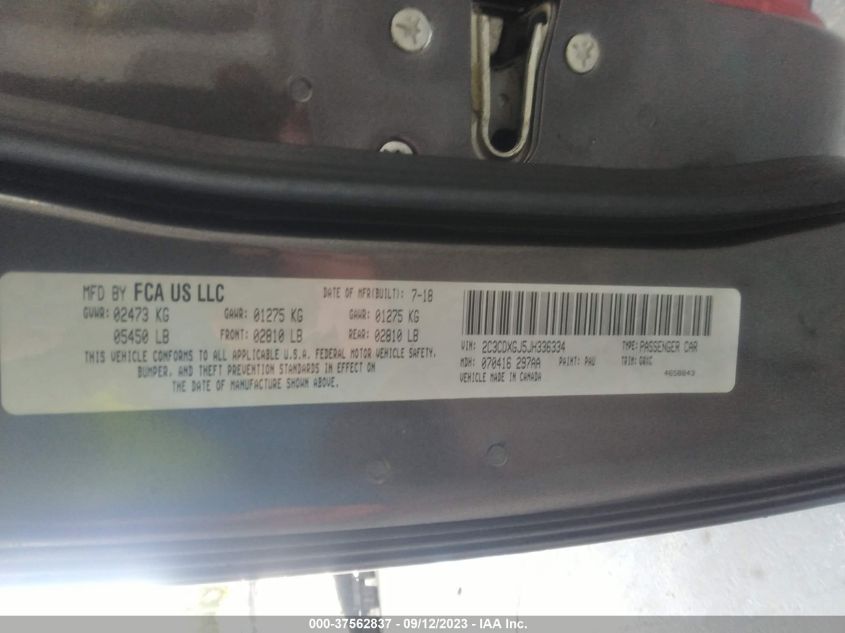 MFD BY FCA US LLC DATE OF MFR(BUILT): 7-18
GVWR: 02473 KG GAWR: 01275 KG GAWR: 01275 KG
05450 LB FRONT: 02810 LB REAR: 02810 LB
THIS VEHICLE CONFORMS TO ALL APPLICABLE U.S.A. FEDERAL MOTOR VEHICLE SAFETY,
BUMPER, AND THEFT PREVENTION STANDARDS IN EFFECT ON
THE DATE OF MANUFACTURE SHOWN ABOVE.
VIN: 2C3CDXGJ5JH336334 TYPE: PASSENGER CAR
MDH: 070416 297AA PAINT: PAU TRIM: GRXC
VEHICLE MADE IN CANADA 4658843
000-37562837 - 09/12/2023 - IAA Inc.